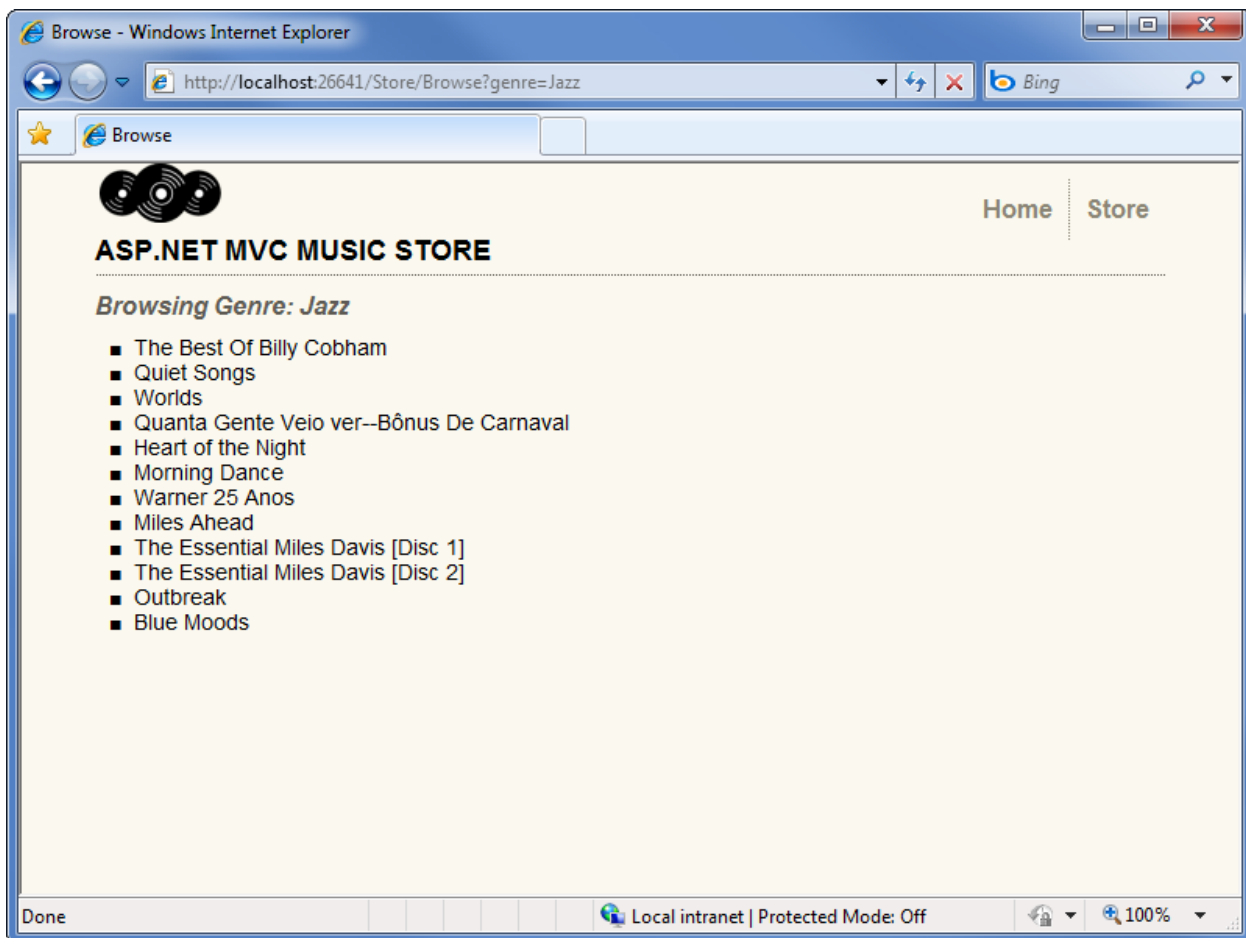 Browse - Windows Internet Explorer
http://localhost:26641/Store/Browse?genre=Jazz
Bing
Browse
Home
Store
ASP.NET MVC MUSIC STORE
Browsing Genre: Jazz
The Best Of Billy Cobham
Quiet Songs
Worlds
Quanta Gente Veio ver--Bônus De Carnaval
Heart of the Night
Morning Dance
Warner 25 Anos
Miles Ahead
The Essential Miles Davis [Disc 1]
The Essential Miles Davis [Disc 2]
Outbreak
Blue Moods
Done
Local intranet | Protected Mode: Off
100%